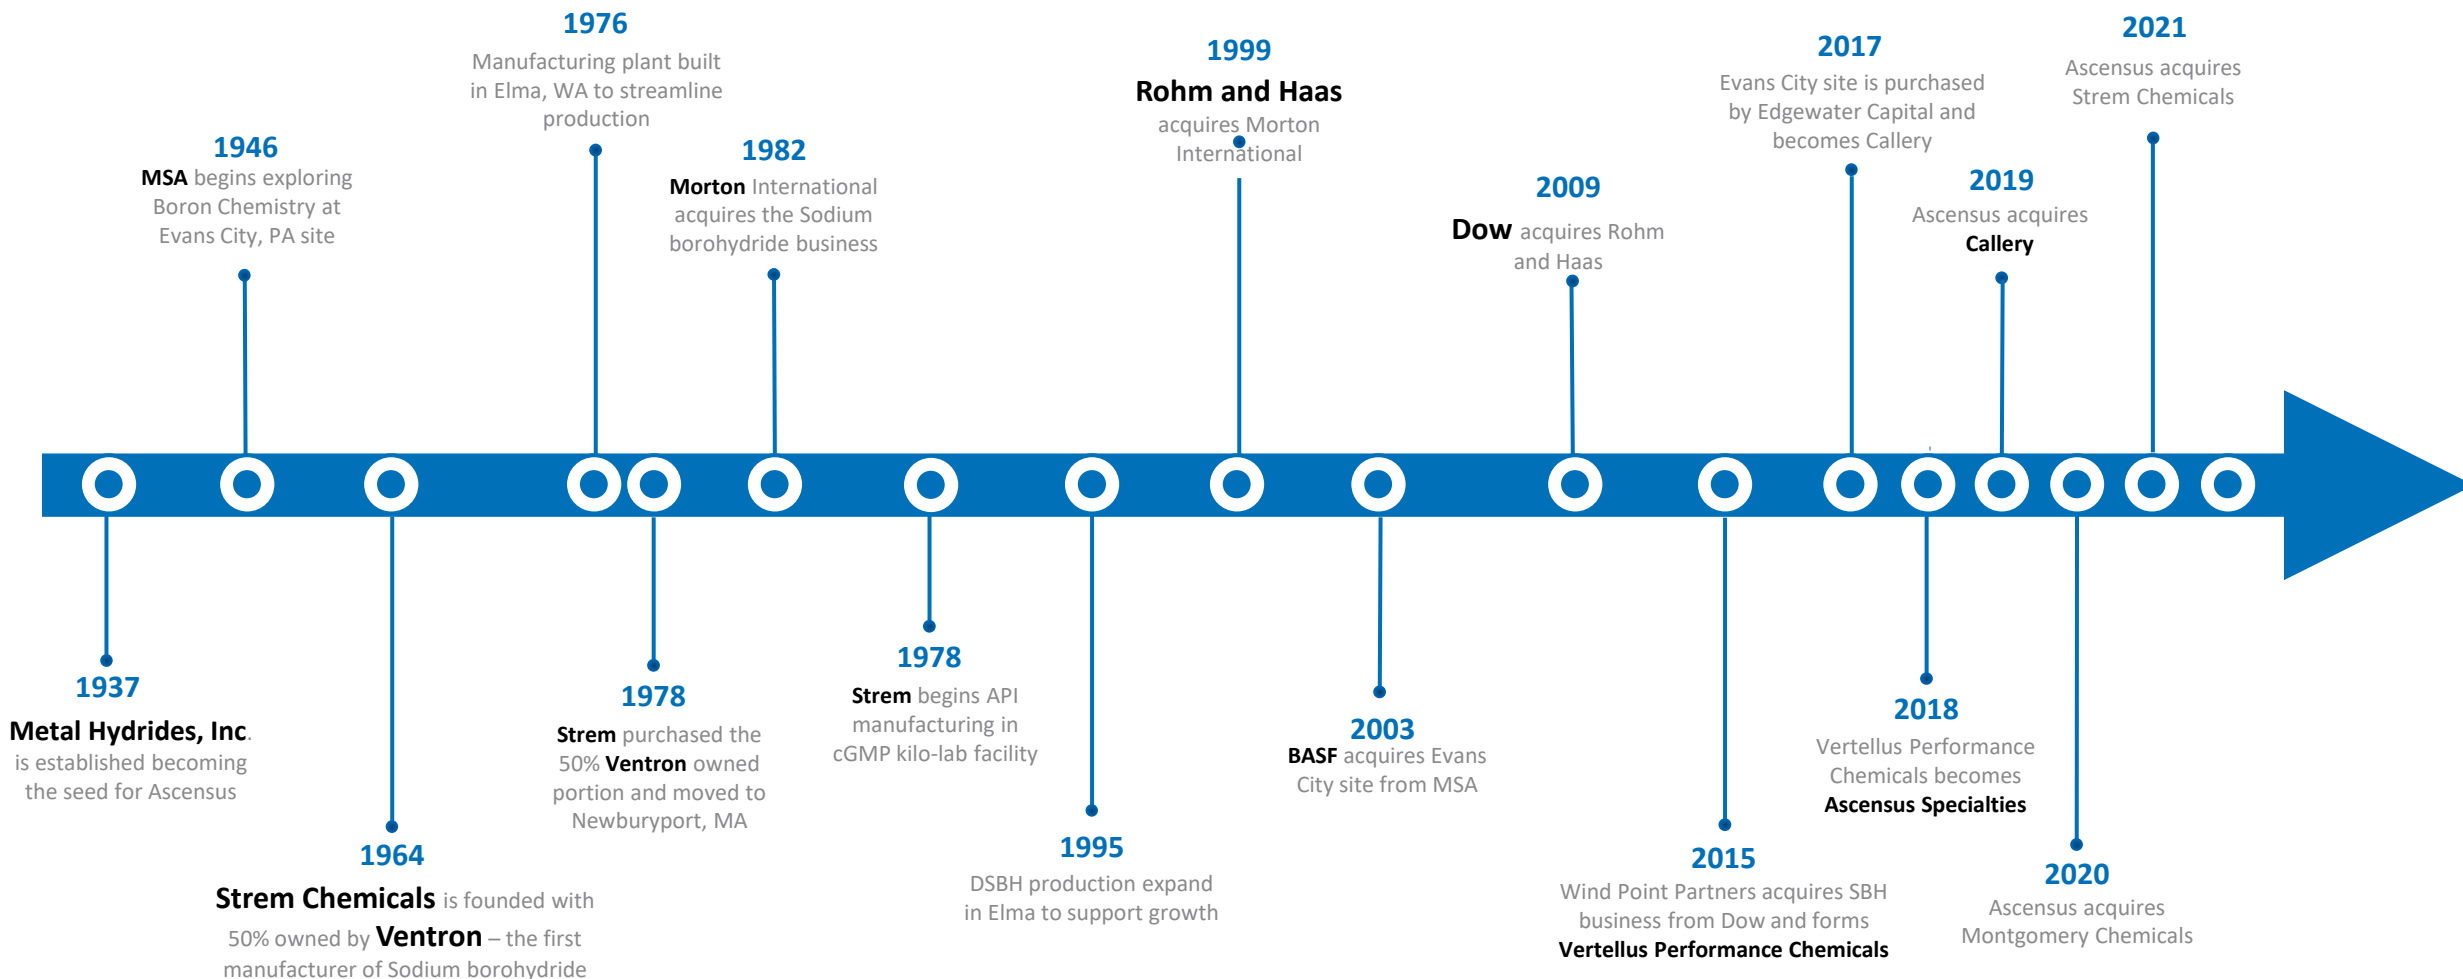 1937
Metal Hydrides, Inc.
is established becoming
the seed for Ascensus
1946
MSA begins exploring
Boron Chemistry at
Evans City, PA site
1964
Strem Chemicals is founded with
50% owned by Ventron – the first
manufacturer of Sodium borohydride
1976
Manufacturing plant built
in Elma, WA to streamline
production
1978
Strem purchased the
50% Ventron owned
portion and moved to
Newburyport, MA
1982
Morton International
acquires the Sodium
borohydride business
1978
Strem begins API
manufacturing in
cGMP kilo-lab facility
1995
DSBH production expand
in Elma to support growth
1999
Rohm and Haas
acquires Morton
International
2003
BASF acquires Evans
City site from MSA
2009
Dow acquires Rohm
and Haas
2015
Wind Point Partners acquires SBH
business from Dow and forms
Vertellus Performance Chemicals
2017
Evans City site is purchased
by Edgewater Capital and
becomes Callery
2018
Vertellus Performance
Chemicals becomes
Ascensus Specialties
2019
Ascensus acquires
Callery
2020
Ascensus acquires
Montgomery Chemicals
2021
Ascensus acquires
Strem Chemicals